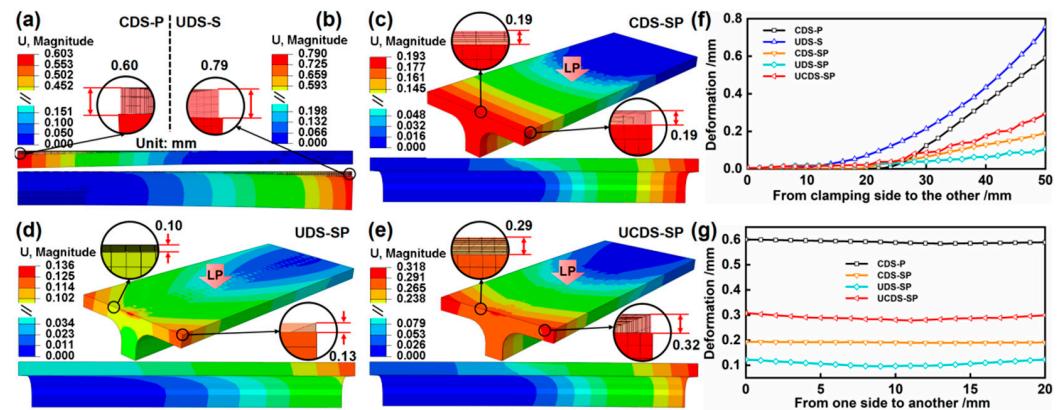 (a)
CDS-P
UDS-S
(b)
U, Magnitude
0.603
0.553
0.502
0.452
0.151
0.100
0.050
0.000
0.60
0.79
Unit: mm
U, Magnitude
0.790
0.725
0.659
0.593
0.198
0.132
0.066
0.000
(c)
CDS-SP
0.19
U, Magnitude
0.193
0.177
0.145
0.048
0.032
0.016
0.000
LP
0.19
(d)
UDS-SP
0.10
U, Magnitude
0.136
0.125
0.114
0.102
0.034
0.023
0.011
0.000
LP
0.13
(e)
UCDS-SP
0.29
U, Magnitude
0.318
0.291
0.265
0.238
0.079
0.053
0.026
0.000
LP
0.32
(f)
Deformation /mm
0.8
0.6
0.4
0.2
0.0
CDS-P
UDS-S
CDS-SP
UDS-SP
UCDS-SP
0 10 20 30 40 50
From clamping side to the other /mm
(g)
Deformation /mm
0.6
0.5
0.4
0.3
0.2
0.1
CDS-P
CDS-SP
UDS-SP
UCDS-SP
0 5 10 15 20
From one side to another /mm